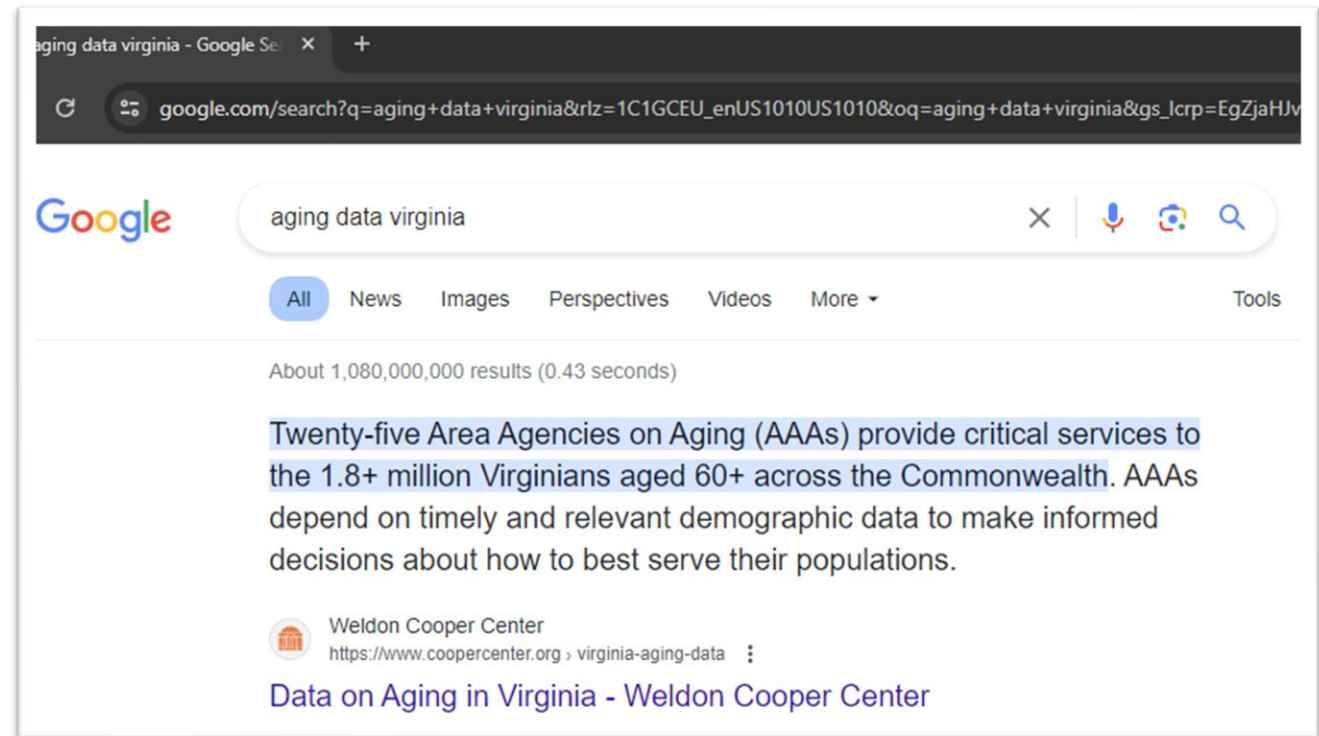 aging data virginia - Google Se
google.com/search?q=aging+data+virginia&rlz=1C1GCEU_enUS1010US1010&oq=aging+data+virginia&gs_lcrp=EgZjaHJv
Google
aging data virginia
All News Images Perspectives Videos More Tools
About 1,080,000,000 results (0.43 seconds)
Twenty-five Area Agencies on Aging (AAAs) provide critical services to
the 1.8+ million Virginians aged 60+ across the Commonwealth. AAAs
depend on timely and relevant demographic data to make informed
decisions about how to best serve their populations.
Weldon Cooper Center
https://www.coopercenter.org › virginia-aging-data
Data on Aging in Virginia - Weldon Cooper Center